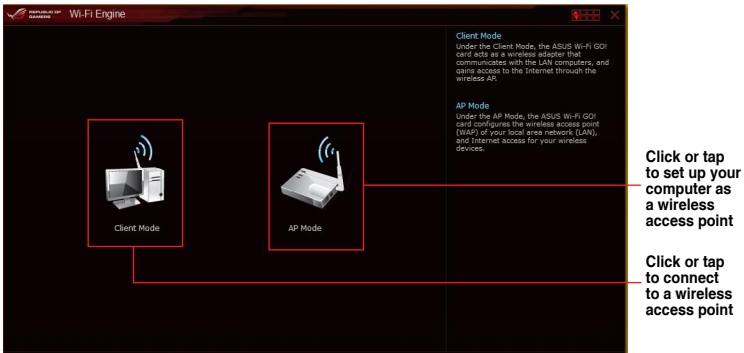 REPUBLIC OF
GAMERS
Wi-Fi Engine
Client Mode
Under the Client Mode, the ASUS Wi-Fi GO!
card acts as a wireless adapter that
communicates with the LAN computers, and
gains access to the Internet through the
wireless AP.
AP Mode
Under the AP Mode, the ASUS Wi-Fi GO!
card configures the wireless access point
(WAP) of your local area network (LAN),
and Internet access for your wireless
devices.
Client Mode
AP Mode
Click or tap
to set up your
computer as
a wireless
access point
Click or tap
to connect
to a wireless
access point